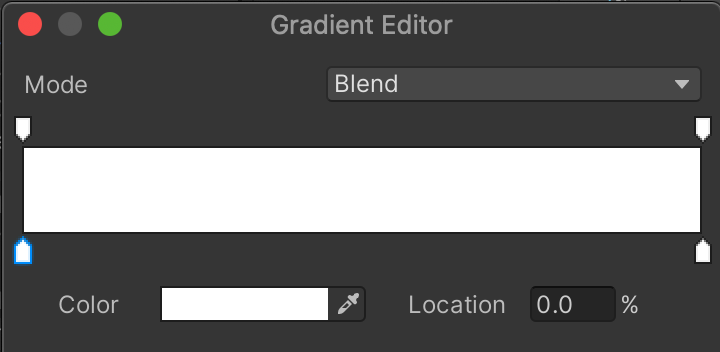 Gradient Editor
Mode Blend
Color Location 0.0 %